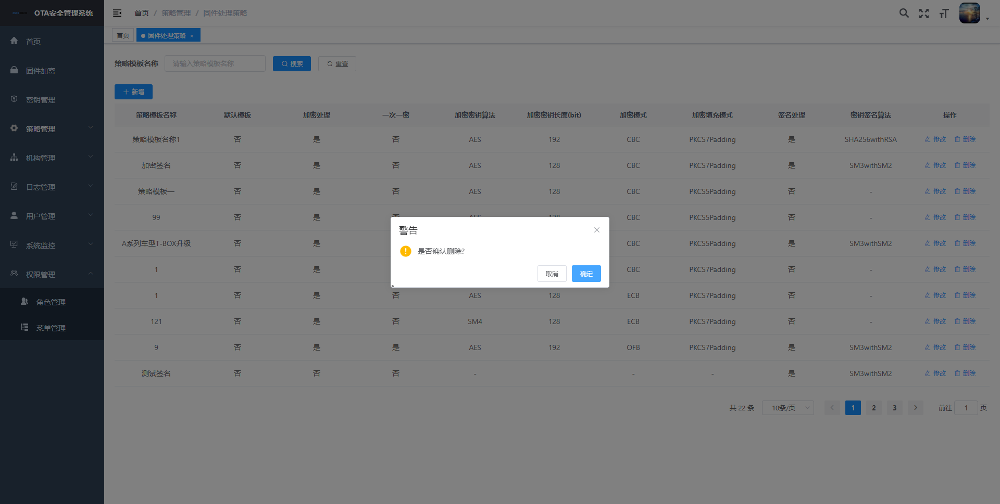 OTA安全管理系统
首页 / 策略管理 / 固件处理策略
首页
固件处理策略 ×
首页
固件加密
密钥管理
策略管理
机构管理
日志管理
用户管理
系统监控
权限管理
角色管理
菜单管理
策略模板名称 请输入策略模板名称 搜索 重置
新增
策略模板名称 默认模板 加密处理 一次一密 加密密钥算法 加密密钥长度(bit) 加密模式 加密填充模式 签名处理 密钥签名算法 操作
策略模板名称1 否 是 否 AES 192 CBC PKCS7Padding 是 SHA256withRSA 修改 删除
加密签名 否 是 否 AES 128 CBC PKCS7Padding 是 SM3withSM2 修改 删除
策略模板一 否 是 否 AES 128 CBC PKCS5Padding 否 - 修改 删除
99 否 是 否 AES 128 CBC PKCS5Padding 否 - 修改 删除
A系列车型T-BOX升级 否 是 CBC PKCS5Padding 是 SM3withSM2 修改 删除
1 否 是 CBC PKCS7Padding 否 - 修改 删除
1 否 是 否 AES 128 ECB PKCS7Padding 否 - 修改 删除
121 否 是 否 SM4 128 ECB PKCS7Padding 否 - 修改 删除
9 否 是 是 AES 192 OFB PKCS7Padding 是 SM3withSM2 修改 删除
测试签名 否 否 否 - - - 是 SM3withSM2 修改 删除
警告
是否确认删除?
取消 确定
共 22 条 10条/页 1 2 3 前往 1 页